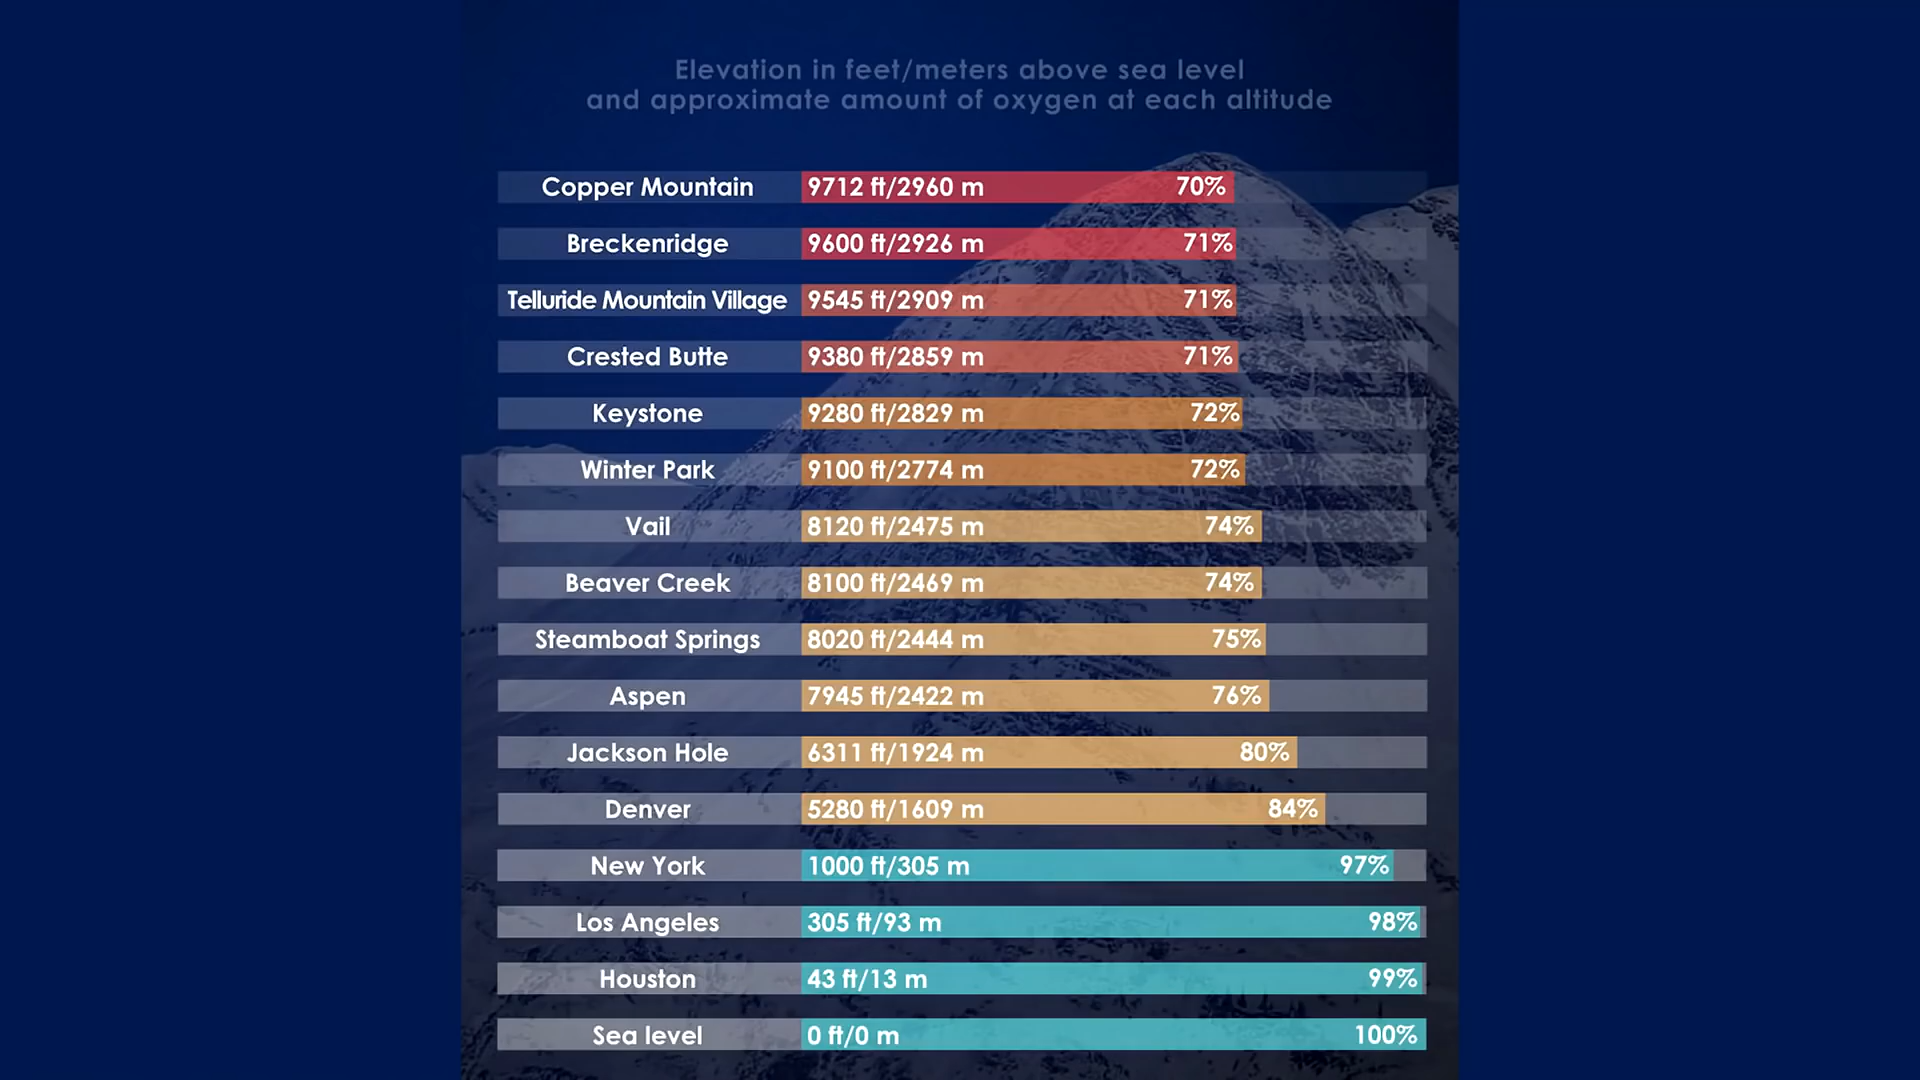 Elevation in feet/meters above sea level
and approximate amount of oxygen at each altitude
Copper Mountain 9712 ft/2960 m 70%
Breckenridge 9600 ft/2926 m 71%
Telluride Mountain Village 9545 ft/2909 m 71%
Crested Butte 9380 ft/2859 m 71%
Keystone 9280 ft/2829 m 72%
Winter Park 9100 ft/2774 m 72%
Vail 8120 ft/2475 m 74%
Beaver Creek 8100 ft/2469 m 74%
Steamboat Springs 8020 ft/2444 m 75%
Aspen 7945 ft/2422 m 76%
Jackson Hole 6311 ft/1924 m 80%
Denver 5280 ft/1609 m 84%
New York 1000 ft/305 m 97%
Los Angeles 305 ft/93 m 98%
Houston 43 ft/13 m 99%
Sea level 0 ft/0 m 100%